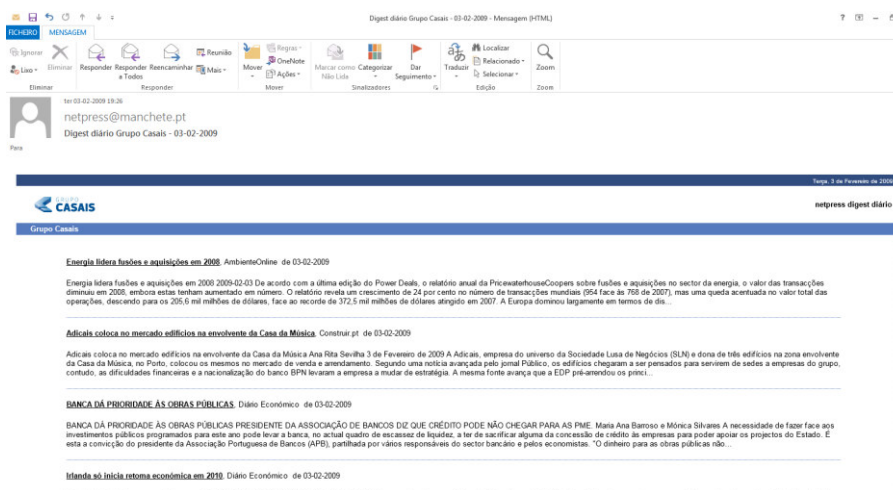 Digest diário Grupo Casais - 03-02-2009 - Mensagem (HTML)
FICHEIRO MENSAGEM
Ignorar
Lixo
Eliminar
Responder
Responder a Todos
Reencaminhar
Reunião
Mais
Mover
Regras
OneNote
Ações
Marcar como Não Lida
Categorizar
Dar Seguimento
Traduzir
Localizar
Relacionado
Selecionar
Zoom
Eliminar Responder Mover Sinalizadores Edição Zoom
ter 03-02-2009 19:26
netpress@manchete.pt
Digest diário Grupo Casais - 03-02-2009
Para
Terça, 3 de Fevereiro de 2009
GRUPO
CASAIS
netpress digest diário
Grupo Casais
Energia lidera fusões e aquisições em 2008, AmbienteOnline de 03-02-2009
Energia lidera fusões e aquisições em 2008 2009-02-03 De acordo com a última edição do Power Deals, o relatório anual da PricewaterhouseCoopers sobre fusões e aquisições no sector da energia, o valor das transacções
diminuiu em 2008, embora estas tenham aumentado em número. O relatório revela um crescimento de 24 por cento no número de transacções mundiais (954 face às 768 de 2007), mas uma queda acentuada no valor total das
operações, descendo para os 205,6 mil milhões de dólares, face ao recorde de 372,5 mil milhões de dólares atingido em 2007. A Europa dominou largamente em termos de dis...
Adicais coloca no mercado edifícios na envolvente da Casa da Música, Construir.pt de 03-02-2009
Adicais coloca no mercado edifícios na envolvente da Casa da Música Ana Rita Sevilha 3 de Fevereiro de 2009 A Adicais, empresa do universo da Sociedade Lusa de Negócios (SLN) e dona de três edifícios na zona envolvente
da Casa da Música, no Porto, colocou os mesmos no mercado de venda e arrendamento. Segundo uma notícia avançada pelo jornal Público, os edifícios chegaram a ser pensados para servirem de sedes a empresas do grupo,
contudo, as dificuldades financeiras e a nacionalização do banco BPN levaram a empresa a mudar de estratégia. A mesma fonte avança que a EDP pré-arrendou os princi...
BANCA DÁ PRIORIDADE ÀS OBRAS PÚBLICAS, Diário Económico de 03-02-2009
BANCA DÁ PRIORIDADE ÀS OBRAS PÚBLICAS PRESIDENTE DA ASSOCIAÇÃO DE BANCOS DIZ QUE CRÉDITO PODE NÃO CHEGAR PARA AS PME. Maria Ana Barroso e Mónica Silvares A necessidade de fazer face aos
investimentos públicos programados para este ano pode levar a banca, no actual quadro de escassez de liquidez, a ter de sacrificar alguma da concessão de crédito às empresas para poder apoiar os projectos do Estado. É
esta a convicção do presidente da Associação Portuguesa de Bancos (APB), partilhada por vários responsáveis do sector bancário e pelos economistas. "O dinheiro para as obras públicas não...
Irlanda só inicia retoma económica em 2010, Diário Económico de 03-02-2009